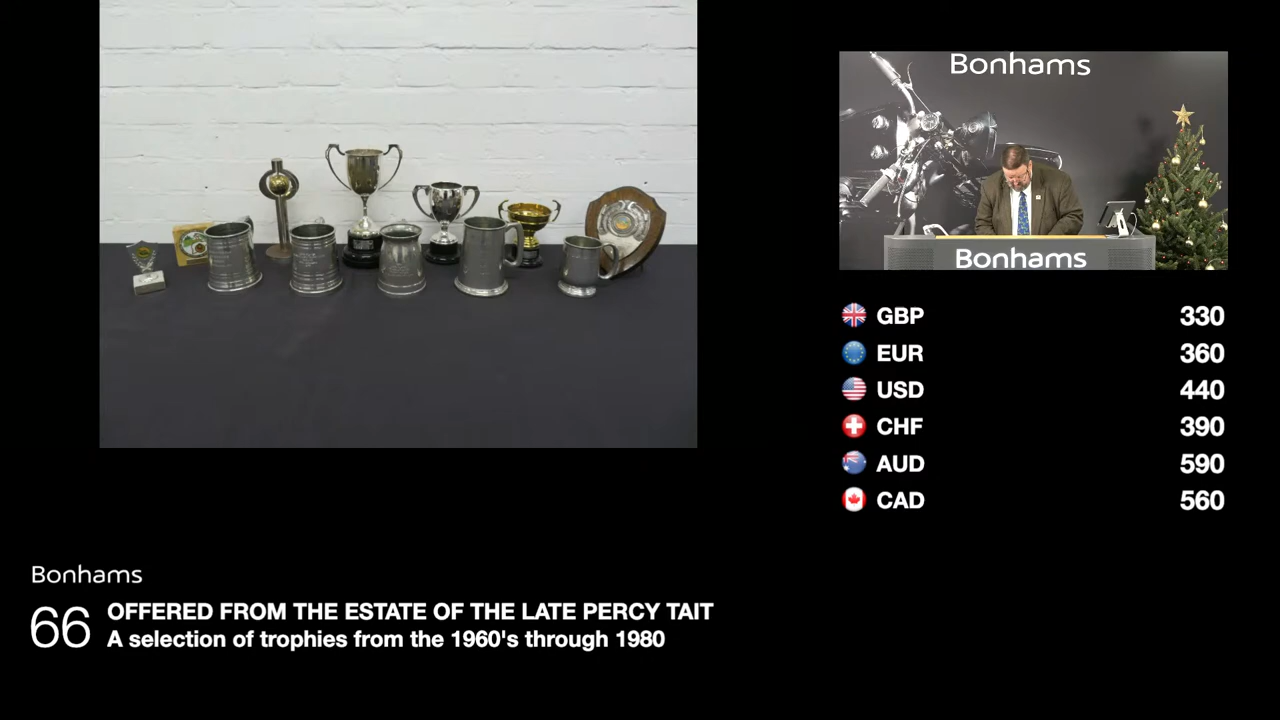 Bonhams
Bonhams
GBP 330
EUR 360
USD 440
CHF 390
AUD 590
CAD 560
Bonhams
66
OFFERED FROM THE ESTATE OF THE LATE PERCY TAIT
A selection of trophies from the 1960's through 1980